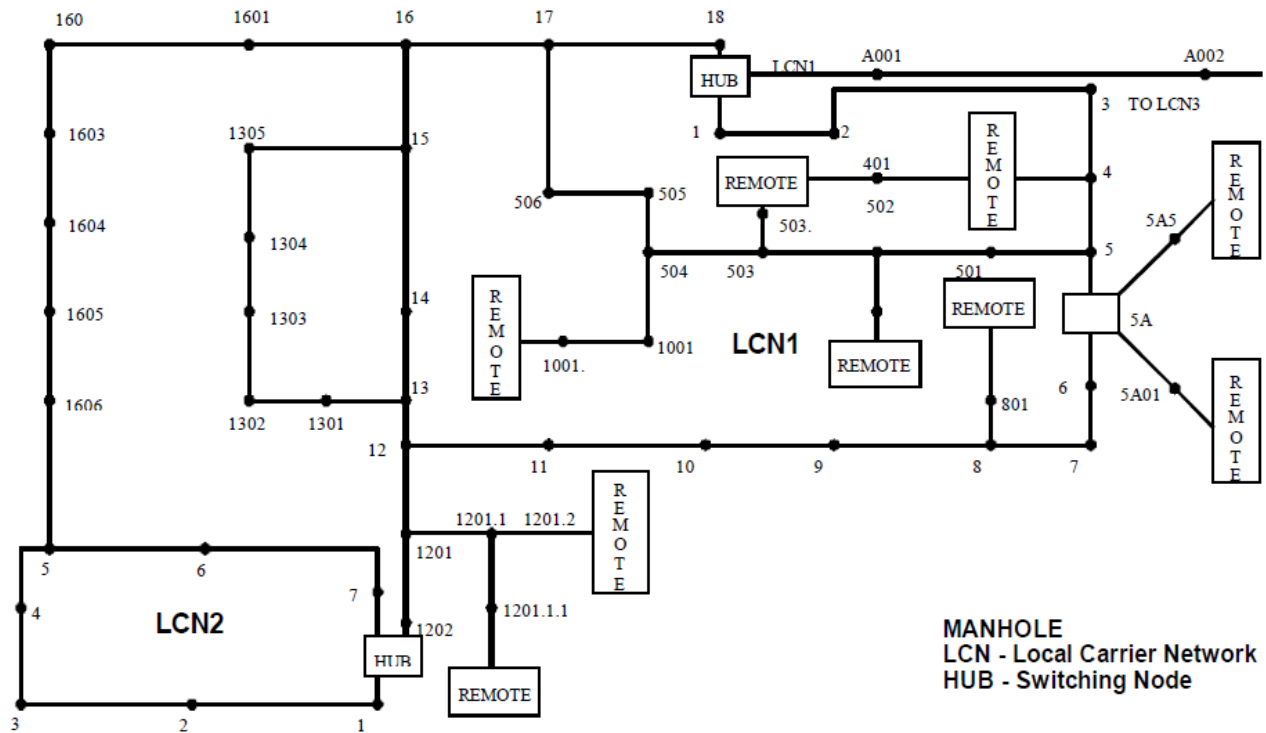 160
1601
16
17
18
LCN1
A001
A002
HUB
3
TO LCN3
1
2
1603
1305
15
REMOTE
401
REMOTE
4
REMOTE
502
506
505
503.
5A5
1604
1304
504
503
501
5
REMOTE
14
REMOTE
5A
1605
1303
LCN1
1001.
1001
REMOTE
6
5A01
REMOTE
1606
13
801
1302
1301
12
11
10
9
8
7
REMOTE
1201.1
1201.2
1201
5
6
7
4
LCN2
1202
1201.1.1
HUB
REMOTE
3
2
1
MANHOLE
LCN - Local Carrier Network
HUB - Switching Node